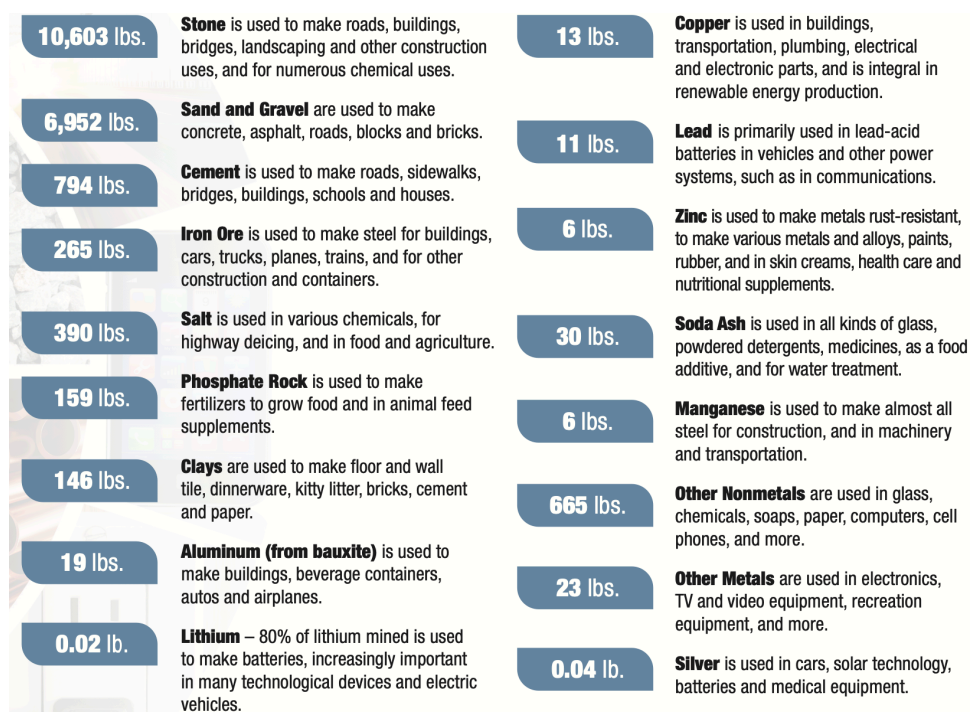 10,603 lbs.
Stone is used to make roads, buildings,
bridges, landscaping and other construction
uses, and for numerous chemical uses.
6,952 lbs.
Sand and Gravel are used to make
concrete, asphalt, roads, blocks and bricks.
794 lbs.
Cement is used to make roads, sidewalks,
bridges, buildings, schools and houses.
265 lbs.
Iron Ore is used to make steel for buildings,
cars, trucks, planes, trains, and for other
construction and containers.
390 lbs.
Salt is used in various chemicals, for
highway deicing, and in food and agriculture.
159 lbs.
Phosphate Rock is used to make
fertilizers to grow food and in animal feed
supplements.
146 lbs.
Clays are used to make floor and wall
tile, dinnerware, kitty litter, bricks, cement
and paper.
19 lbs.
Aluminum (from bauxite) is used to
make buildings, beverage containers,
autos and airplanes.
0.02 lb.
Lithium – 80% of lithium mined is used
to make batteries, increasingly important
in many technological devices and electric
vehicles.
13 lbs.
Copper is used in buildings,
transportation, plumbing, electrical
and electronic parts, and is integral in
renewable energy production.
11 lbs.
Lead is primarily used in lead-acid
batteries in vehicles and other power
systems, such as in communications.
6 lbs.
Zinc is used to make metals rust-resistant,
to make various metals and alloys, paints,
rubber, and in skin creams, health care and
nutritional supplements.
30 lbs.
Soda Ash is used in all kinds of glass,
powdered detergents, medicines, as a food
additive, and for water treatment.
6 lbs.
Manganese is used to make almost all
steel for construction, and in machinery
and transportation.
665 lbs.
Other Nonmetals are used in glass,
chemicals, soaps, paper, computers, cell
phones, and more.
23 lbs.
Other Metals are used in electronics,
TV and video equipment, recreation
equipment, and more.
0.04 lb.
Silver is used in cars, solar technology,
batteries and medical equipment.